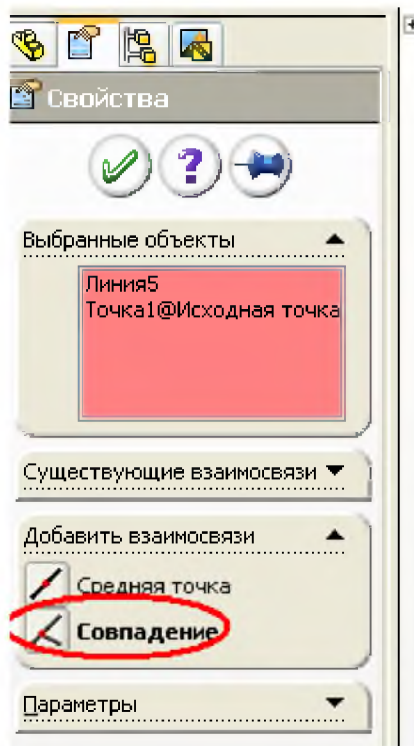 Свойства
Выбранные объекты
Линия5
Точка1@Исходная точка
Существующие взаимосвязи
Добавить взаимосвязи
Средняя точка
Совпадение
Параметры